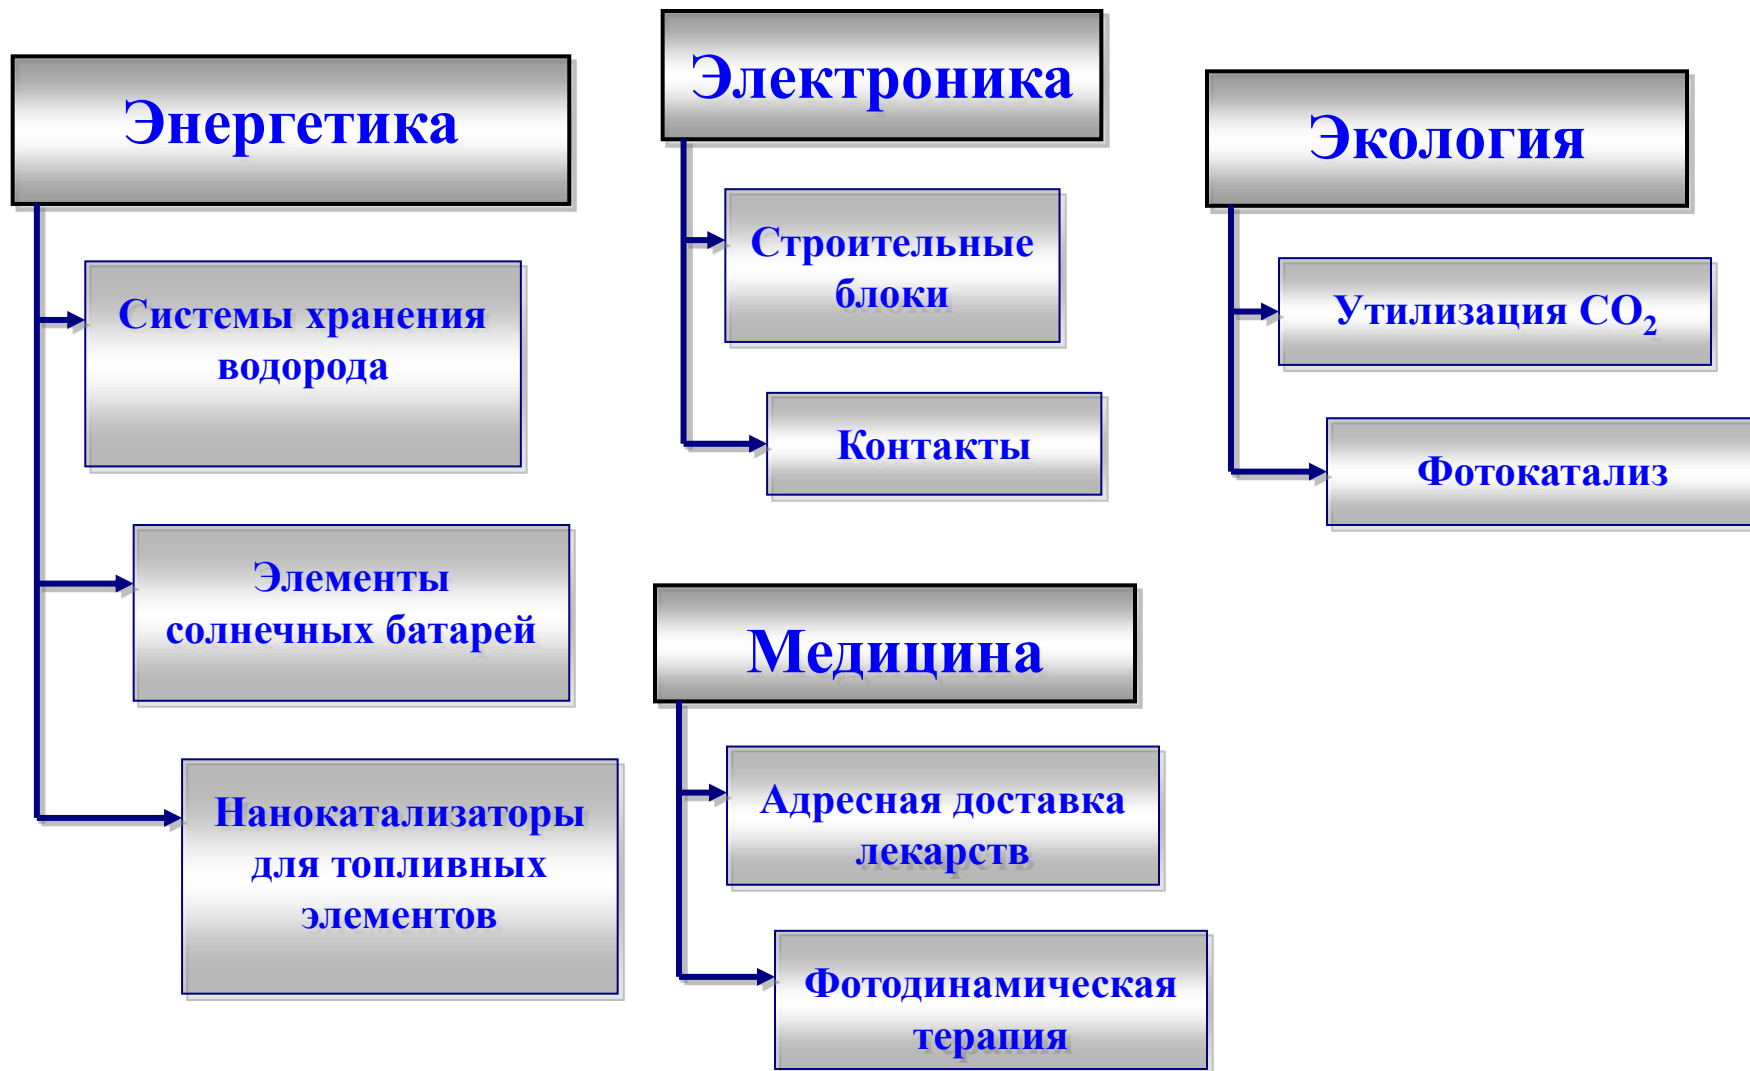 Энергетика
Системы хранения
водорода
Элементы
солнечных батарей
Нанокатализаторы
для топливных
элементов
Электроника
Строительные
блоки
Контакты
Медицина
Адресная доставка
лекарств
Фотодинамическая
терапия
Экология
Утилизация CO₂
Фотокатализ